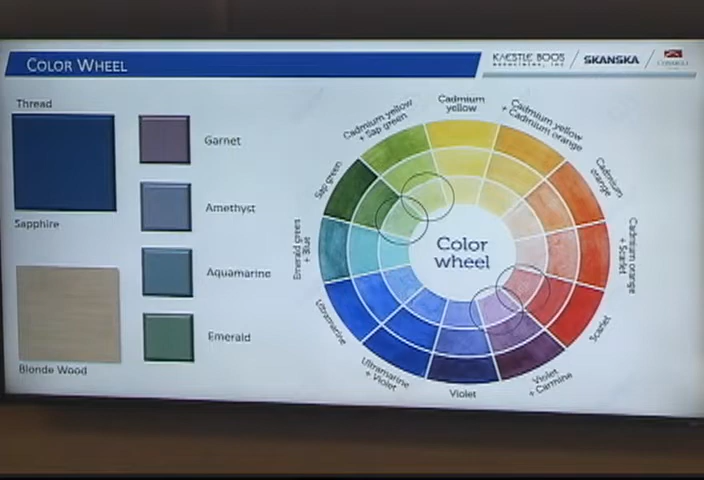 COLOR WHEEL
KAESTLE BOOS
associates, inc
SKANSKA
Thread
Sapphire
Blonde Wood
Garnet
Amethyst
Aquamarine
Emerald
Cadmium
yellow
Cadmium yellow
+ Cadmium orange
Cadmium
orange
Cadmium orange
+ Scarlet
Scarlet
Violet
+ Carmine
Violet
Ultramarine
+ Violet
Ultramarine
Emerald green
+ Blue
Sap green
Cadmium yellow
+ Sap green
Color
wheel